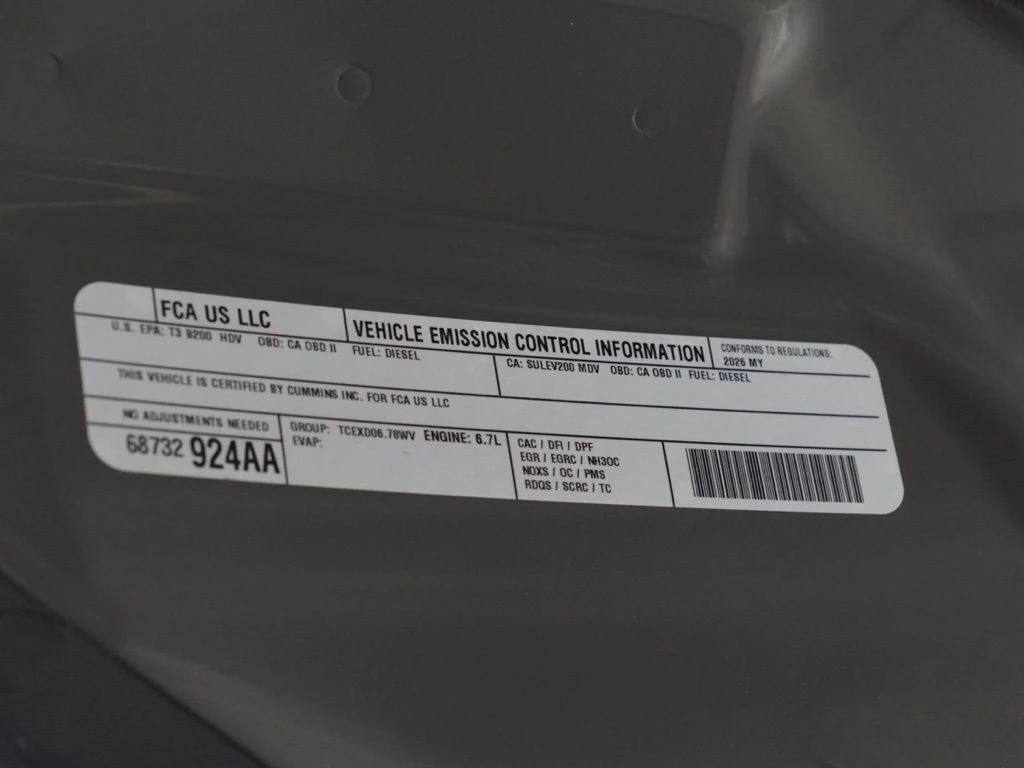 FCA US LLC
VEHICLE EMISSION CONTROL INFORMATION
CONFORMS TO REGULATIONS:
2026 MY
U.S. EPA: T3 B200 HDV OBD: CA OBD II FUEL: DIESEL
CA: SULEV200 MDV OBD: CA OBD II FUEL: DIESEL
THIS VEHICLE IS CERTIFIED BY CUMMINS INC. FOR FCA US LLC
NO ADJUSTMENTS NEEDED
68732 924AA
GROUP: TCEXD06.78WV ENGINE: 6.7L
EVAP:
CAC / DFI / DPF
EGR / EGRC / NH3OC
NOXS / OC / PMS
RDQS / SCRC / TC